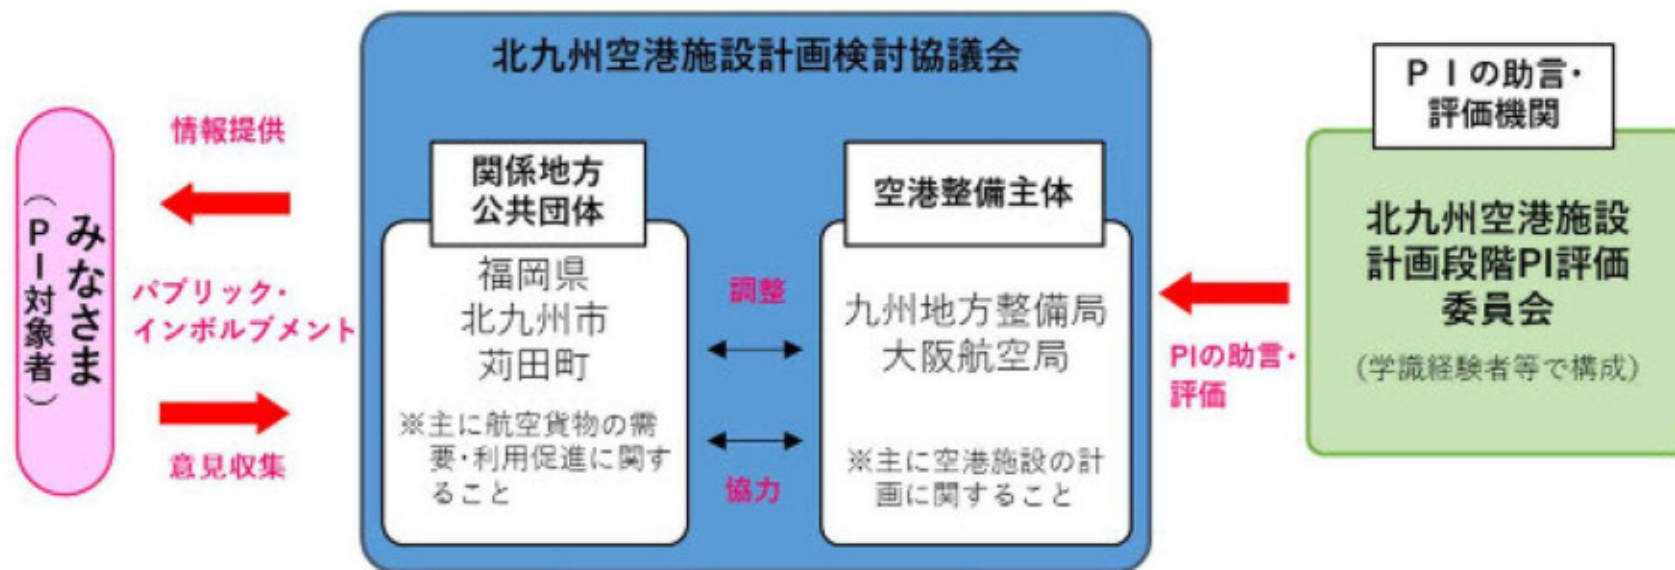 北九州空港施設計画検討協議会
みなさま
（ＰＩ対象者）
情報提供
パブリック・
インボルブメント
意見収集
関係地方
公共団体
福岡県
北九州市
苅田町
※主に航空貨物の需
要・利用促進に関す
ること
調整
協力
空港整備主体
九州地方整備局
大阪航空局
※主に空港施設の計
画に関すること
PIの助言・
評価
ＰＩの助言・
評価機関
北九州空港施設
計画段階PI評価
委員会
（学識経験者等で構成）